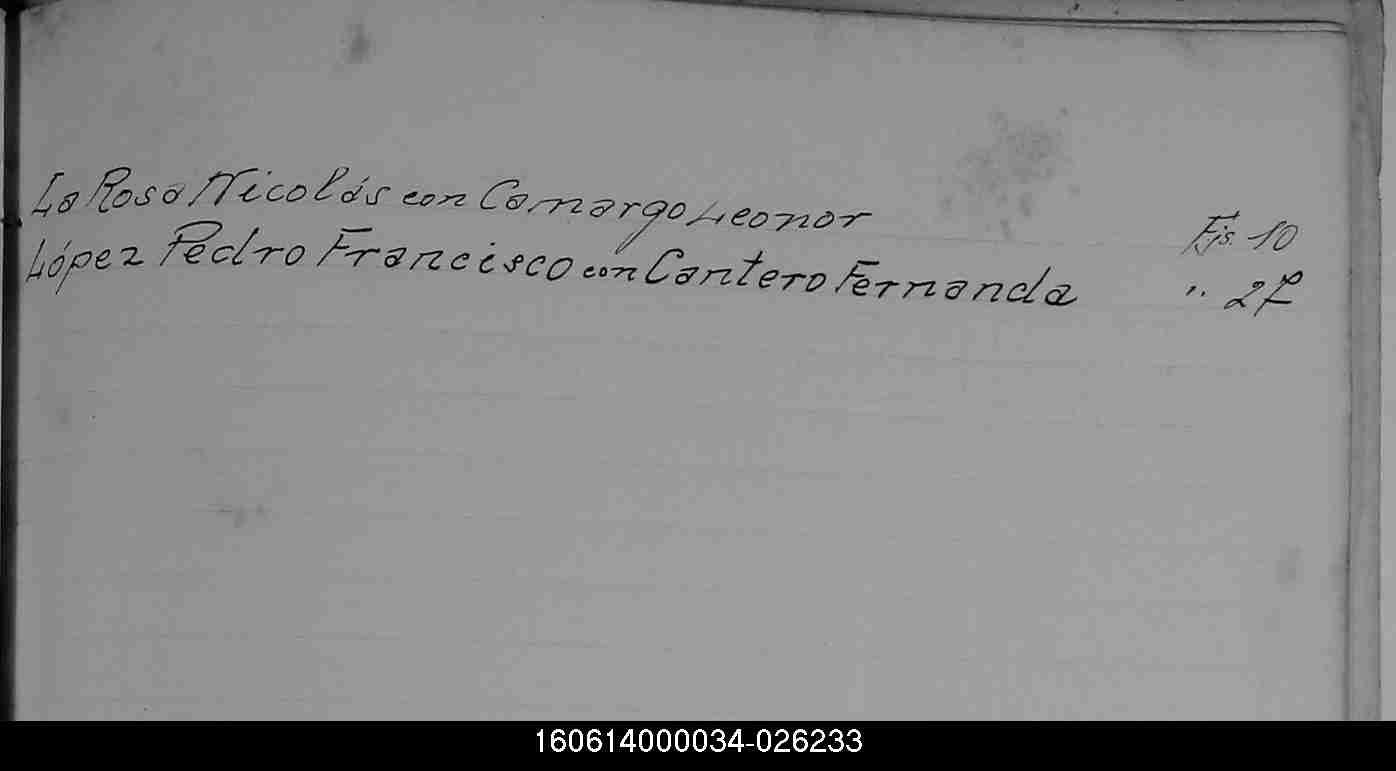 La Rosa Nicolás con Camargo Leonor Fjs. 10
López Pedro Francisco con Cantero Fernanda " 27
160614000034-026233